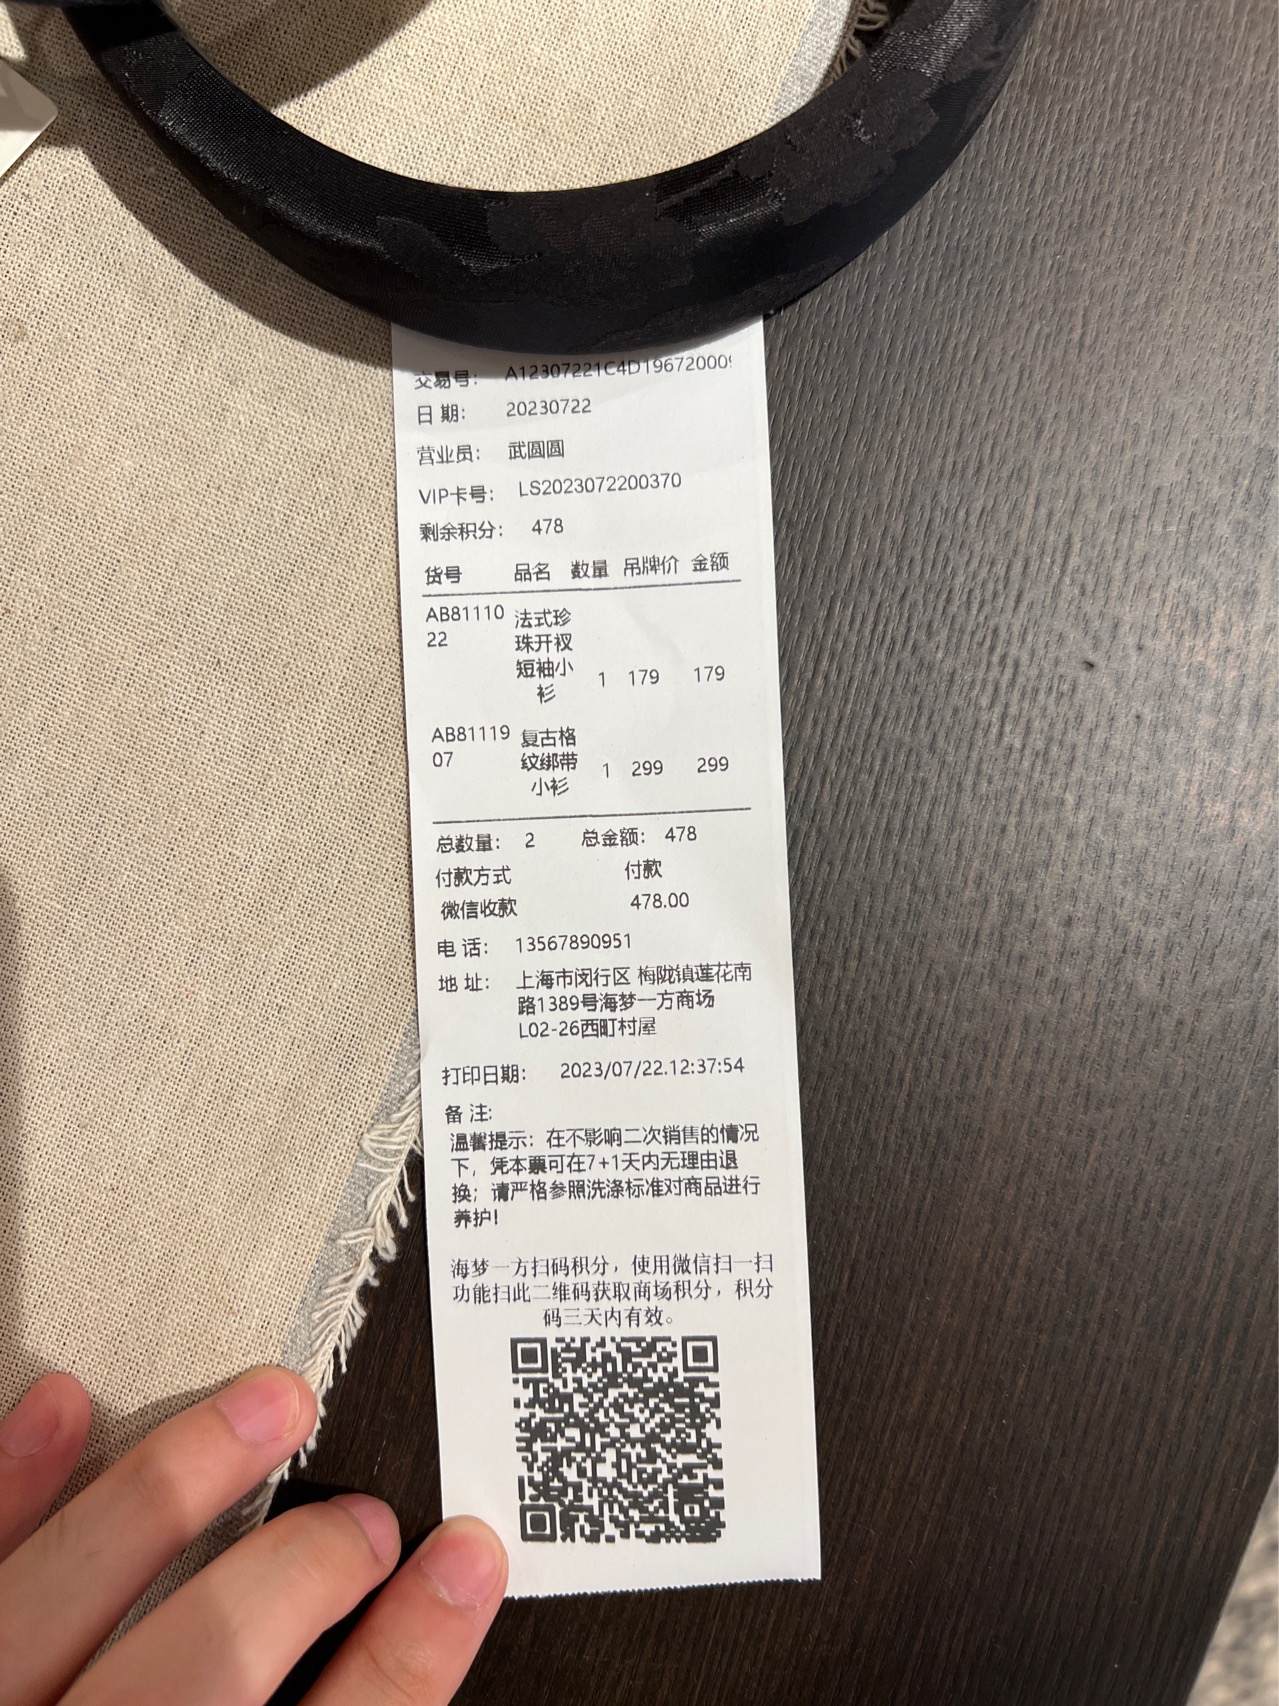 交易号： A12307221C4D19672000
日 期： 20230722
营业员： 武圆圆
VIP卡号： LS2023072200370
剩余积分： 478
货号 品名 数量 吊牌价 金额
AB81110
22
法式珍
珠开衩
短袖小
衫
1 179 179
AB81119
07
复古格
纹绑带
小衫
1 299 299
总数量： 2 总金额： 478
付款方式 付款
微信收款 478.00
电 话： 13567890951
地 址： 上海市闵行区 梅陇镇莲花南
路1389号海梦一方商场
L02-26西町村屋
打印日期： 2023/07/22.12:37:54
备 注:
温馨提示：在不影响二次销售的情况
下，凭本票可在7+1天内无理由退
换；请严格参照洗涤标准对商品进行
养护！
海梦一方扫码积分，使用微信扫一扫
功能扫此二维码获取商场积分，积分
码三天内有效。